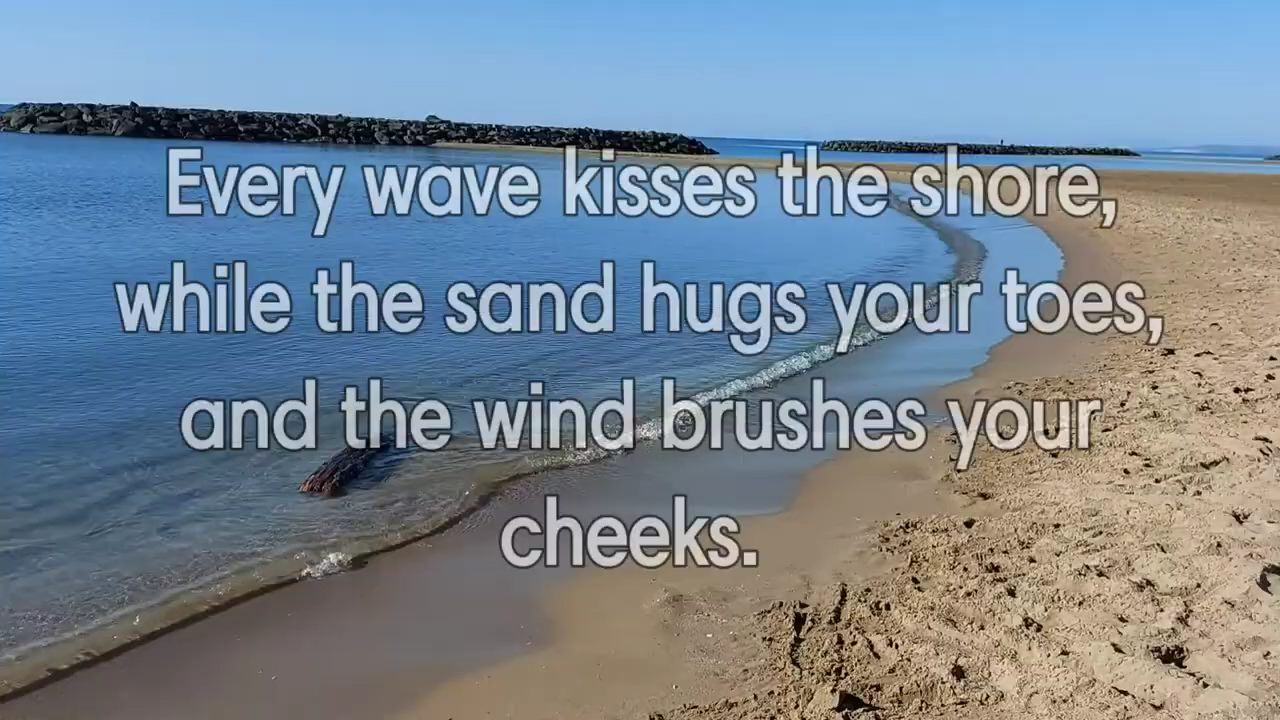 Every wave kisses the shore,
while the sand hugs your toes,
and the wind brushes your
cheeks.